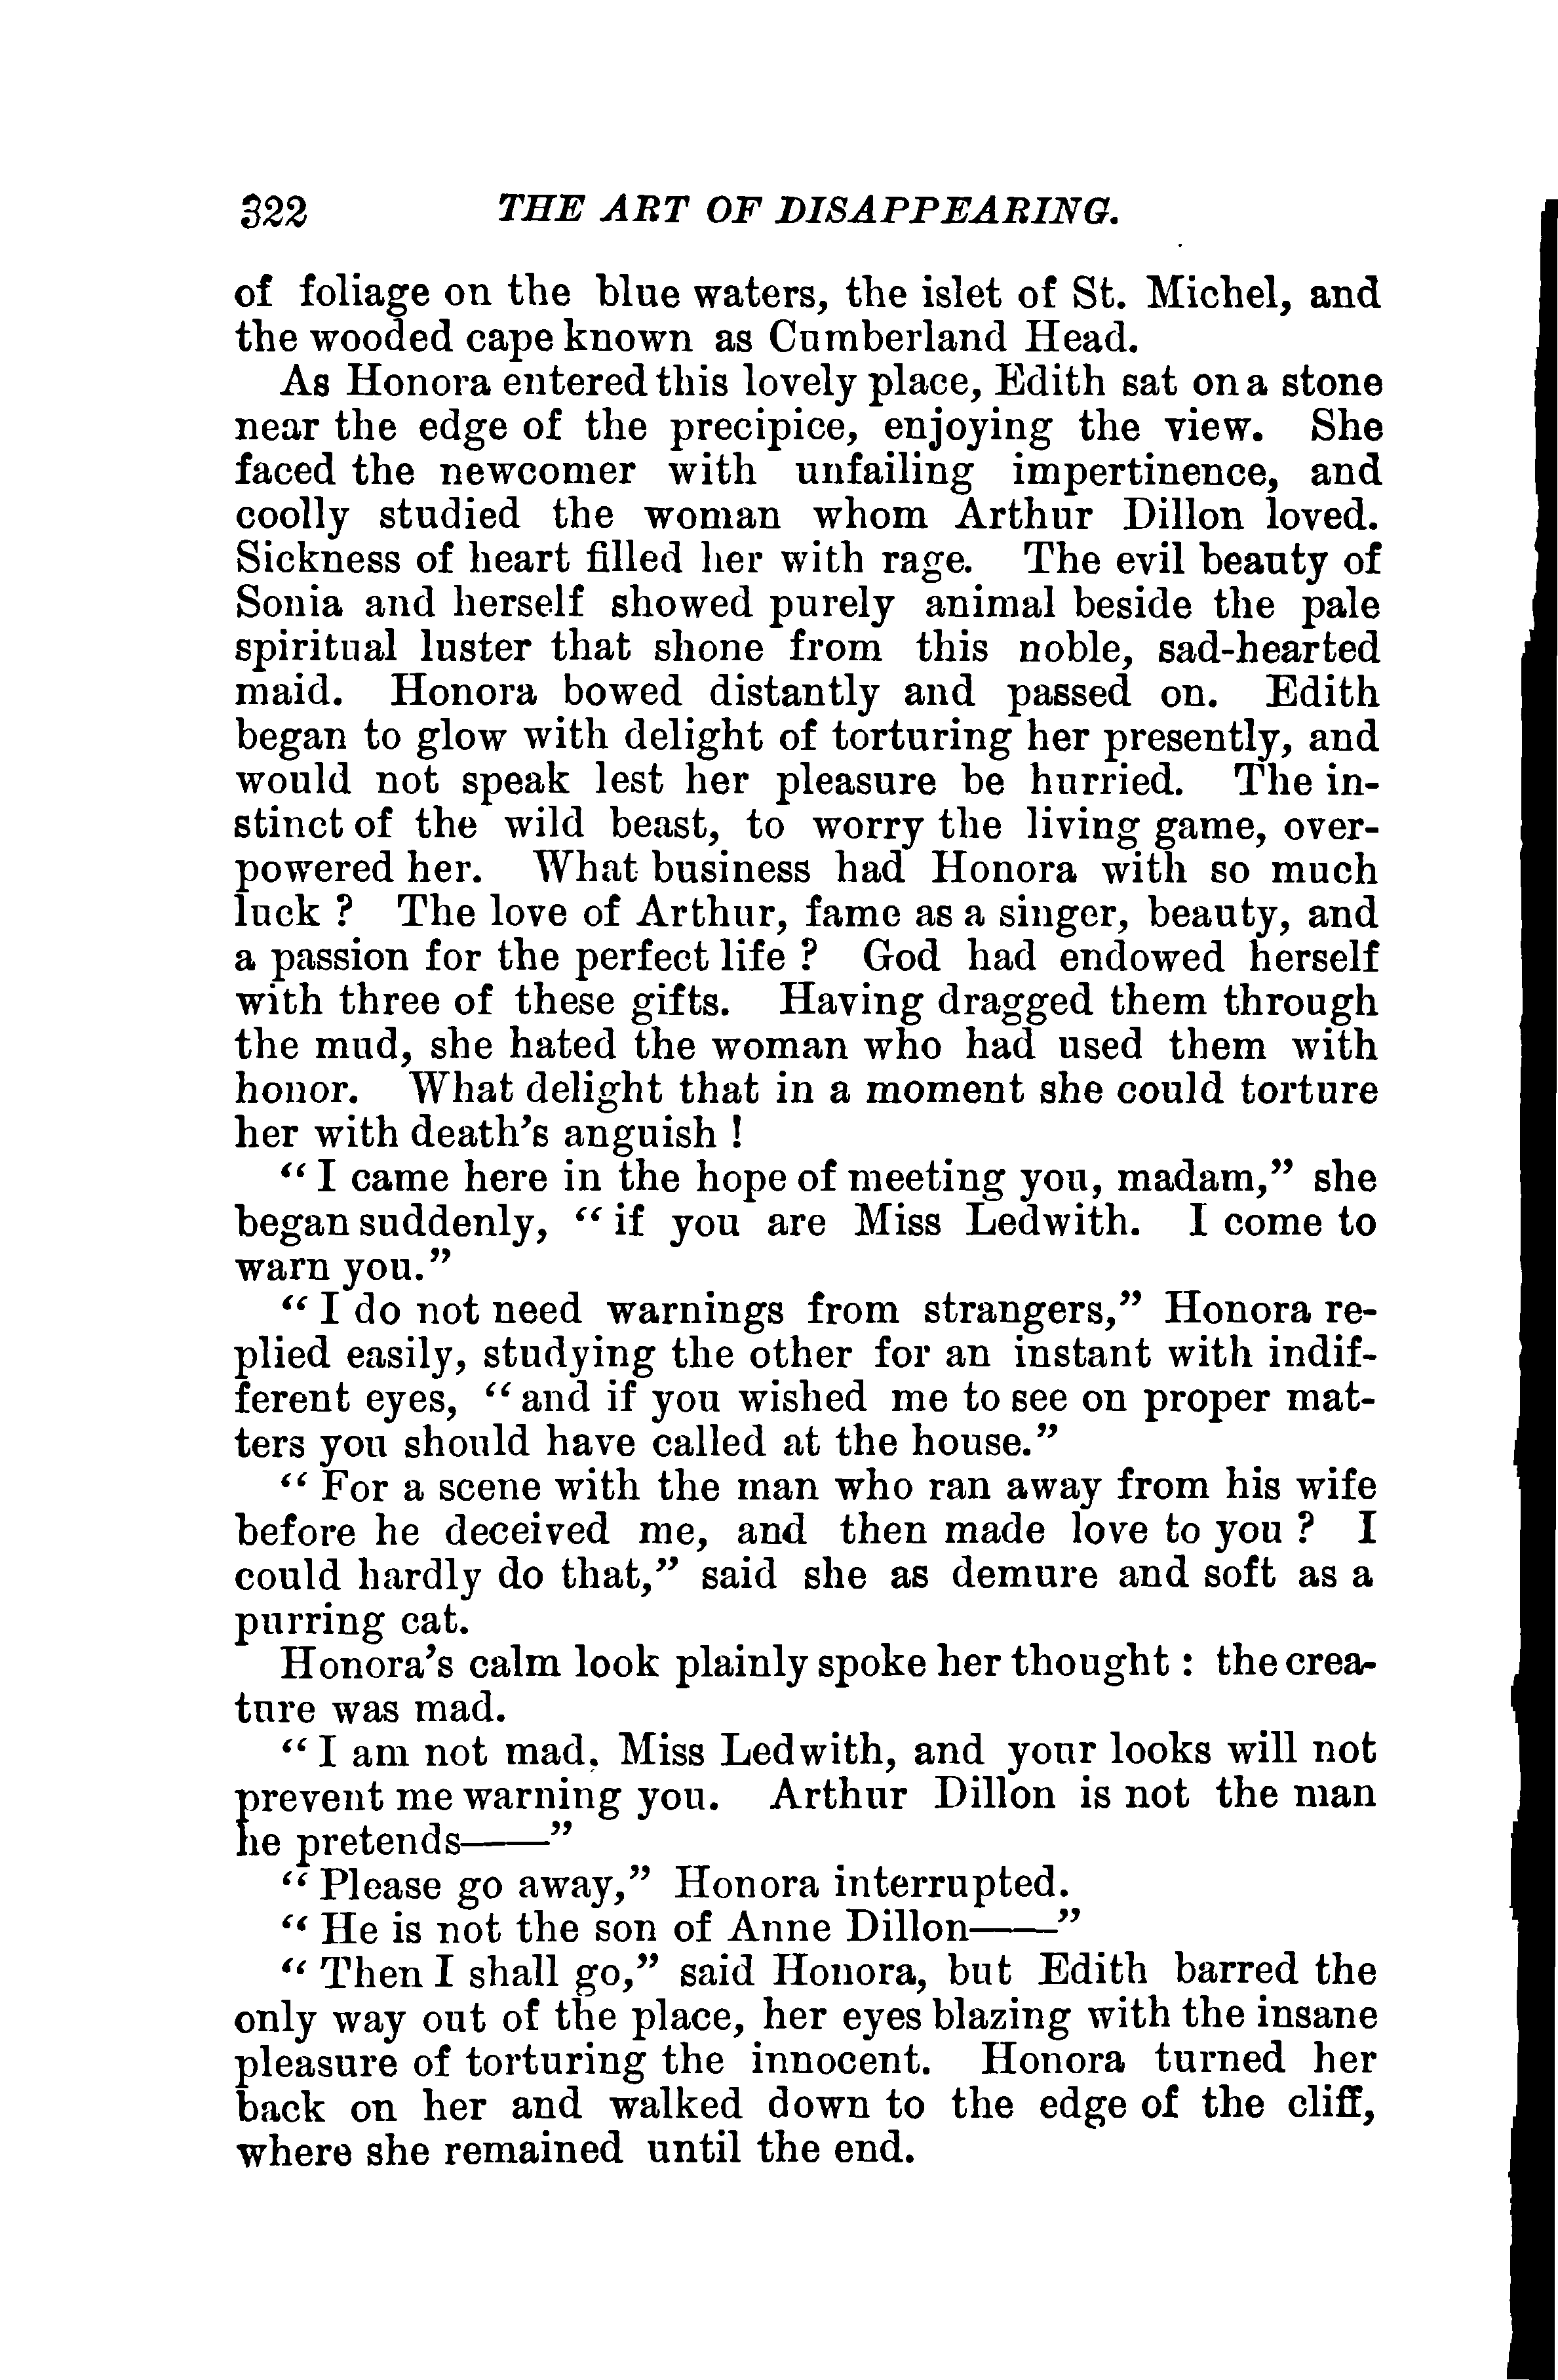 322 THE ART OF DISAPPEARING.
of foliage on the blue waters, the islet of St. Michel, and
the wooded cape known as Cumberland Head.
As Honora entered this lovely place, Edith sat on a stone
near the edge of the precipice, enjoying the view. She
faced the newcomer with unfailing impertinence, and
coolly studied the woman whom Arthur Dillon loved.
Sickness of heart filled her with rage. The evil beauty of
Sonia and herself showed purely animal beside the pale
spiritual luster that shone from this noble, sad-hearted
maid. Honora bowed distantly and passed on. Edith
began to glow with delight of torturing her presently, and
would not speak lest her pleasure be hurried. The in-
stinct of the wild beast, to worry the living game, over-
powered her. What business had Honora with so much
luck ? The love of Arthur, fame as a singer, beauty, and
a passion for the perfect life ? God had endowed herself
with three of these gifts. Having dragged them through
the mud, she hated the woman who had used them with
honor. What delight that in a moment she could torture
her with death's anguish !
“ I came here in the hope of meeting you, madam,” she
began suddenly, “ if you are Miss Ledwith. I come to
warn you.”
“ I do not need warnings from strangers,” Honora re-
plied easily, studying the other for an instant with indif-
ferent eyes, “ and if you wished me to see on proper mat-
ters you should have called at the house.”
“ For a scene with the man who ran away from his wife
before he deceived me, and then made love to you ? I
could hardly do that,” said she as demure and soft as a
purring cat.
Honora's calm look plainly spoke her thought : the crea-
ture was mad.
“ I am not mad, Miss Ledwith, and your looks will not
prevent me warning you. Arthur Dillon is not the man
he pretends——”
“ Please go away,” Honora interrupted.
“ He is not the son of Anne Dillon——”
“ Then I shall go,” said Honora, but Edith barred the
only way out of the place, her eyes blazing with the insane
pleasure of torturing the innocent. Honora turned her
back on her and walked down to the edge of the cliff,
where she remained until the end.